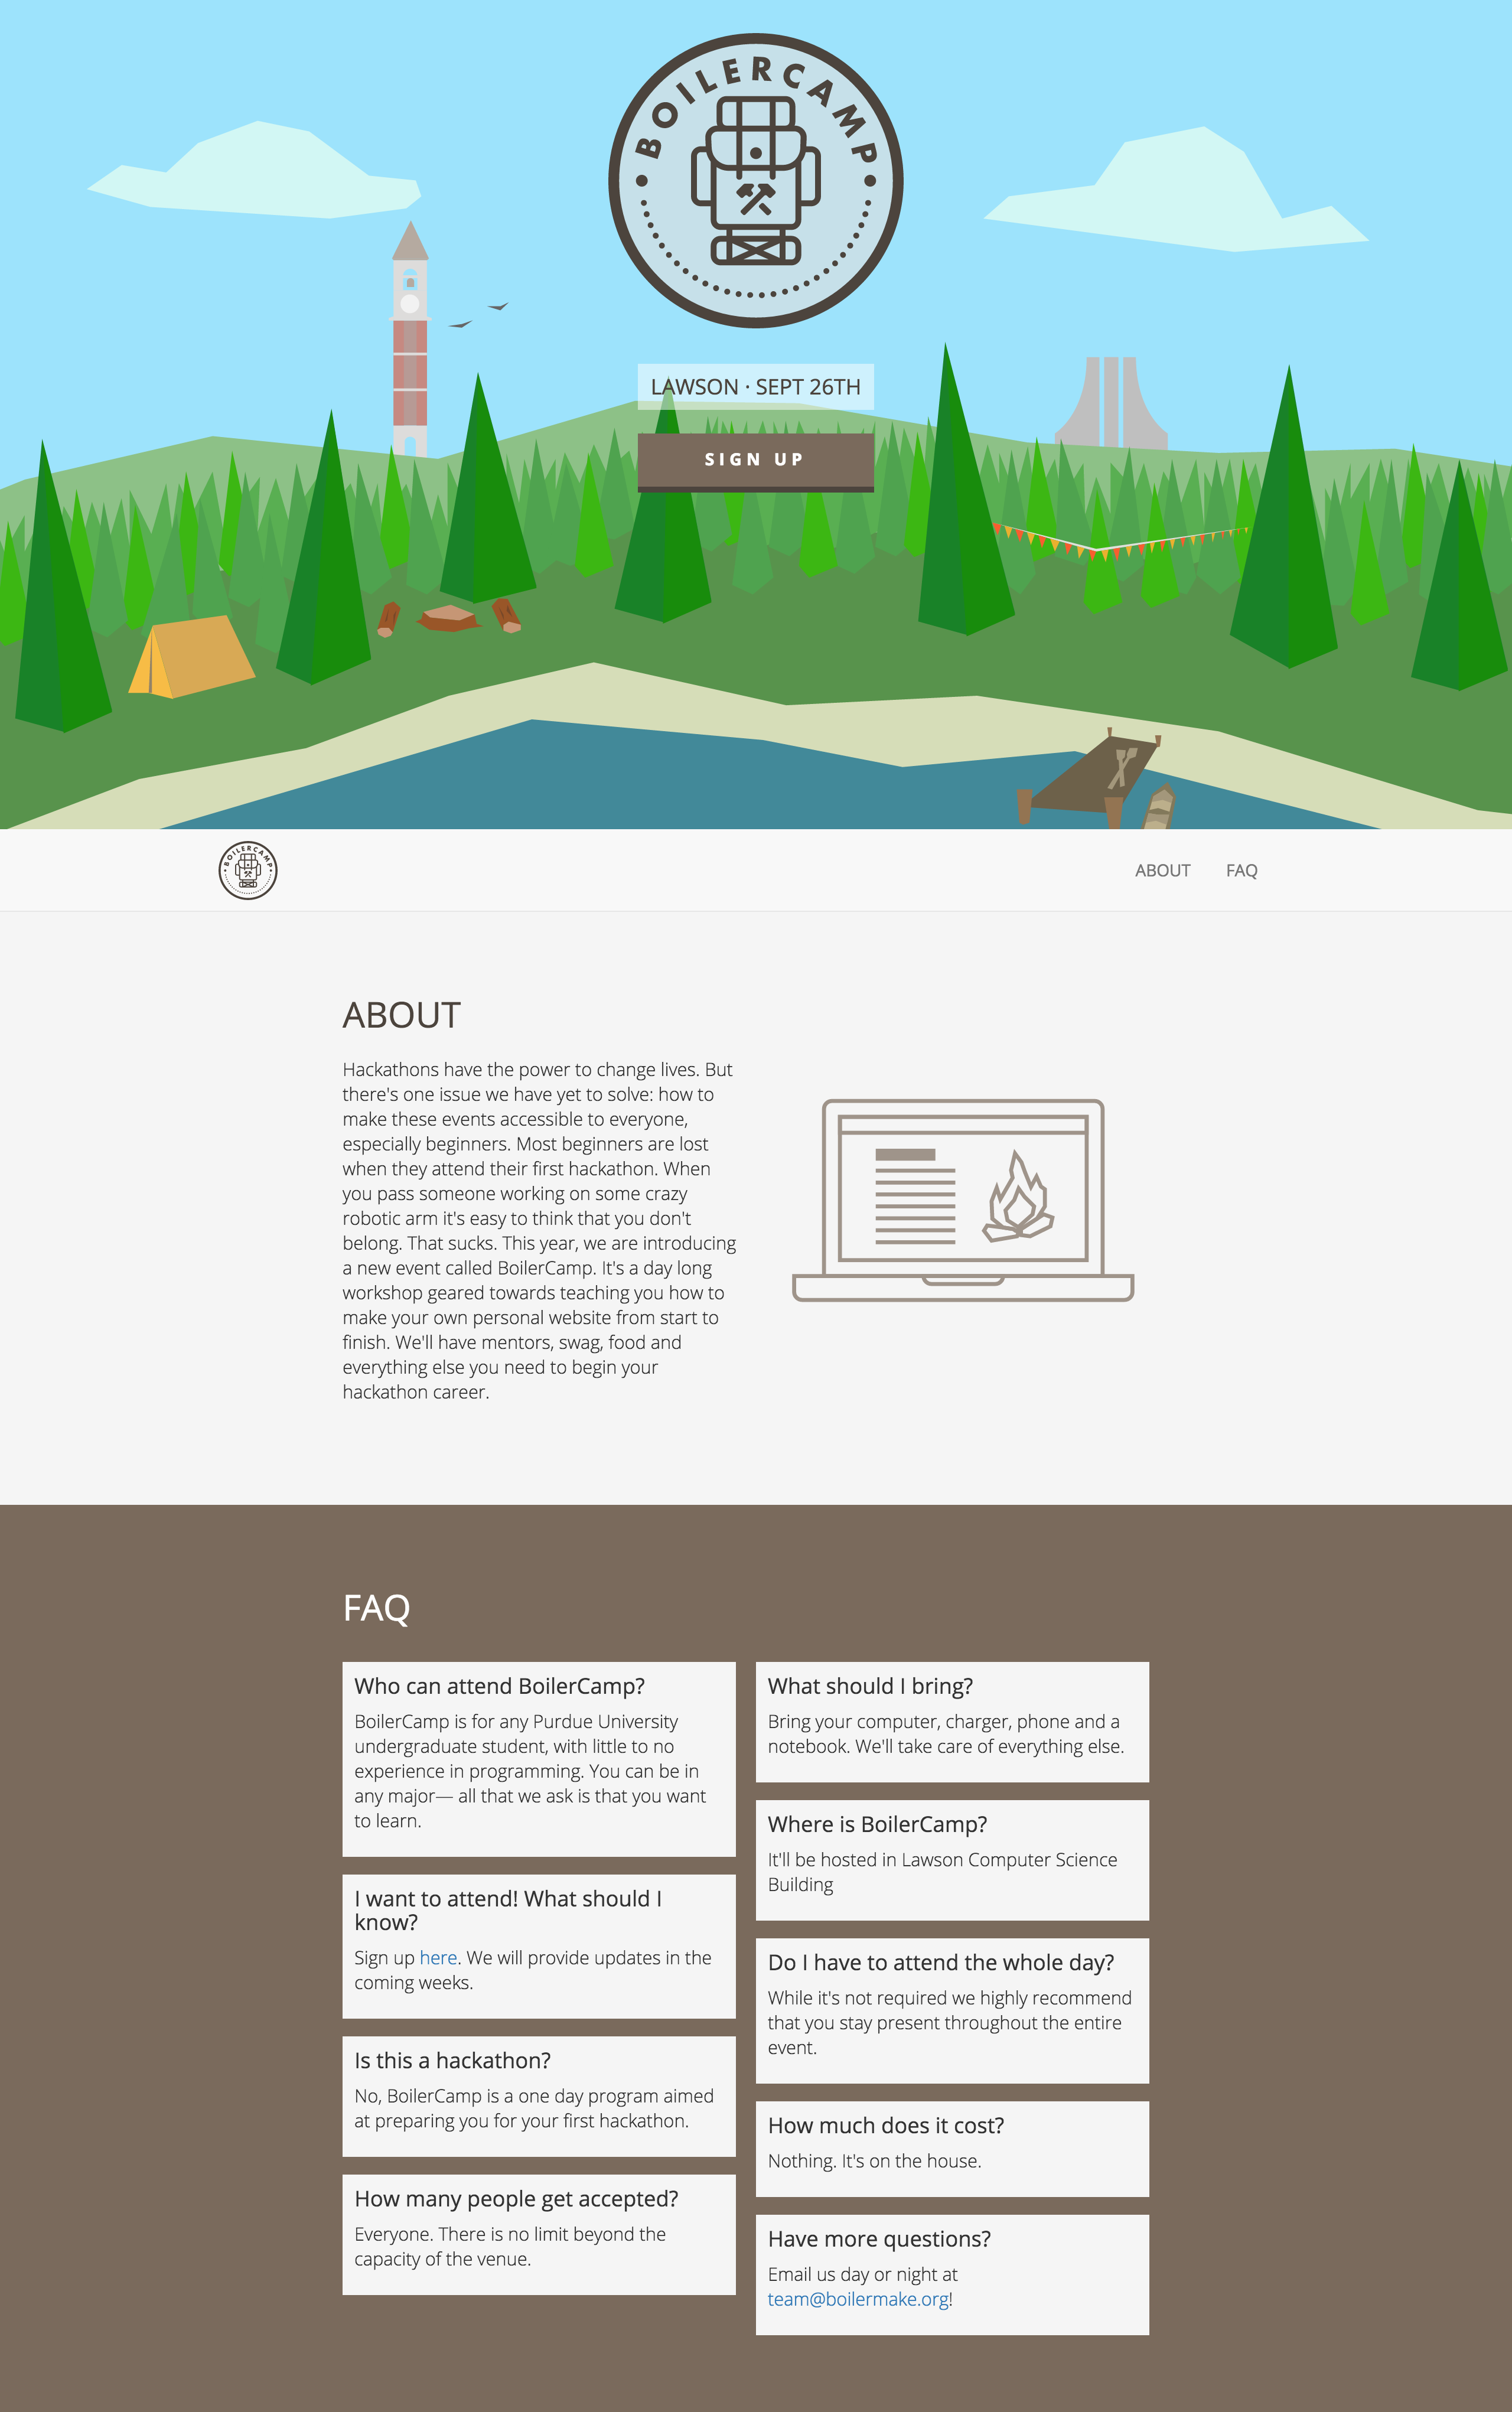 BOILERCAMP
LAWSON · SEPT 26TH
SIGN UP
BOILERCAMP
ABOUT FAQ
ABOUT
Hackathons have the power to change lives. But
there's one issue we have yet to solve: how to
make these events accessible to everyone,
especially beginners. Most beginners are lost
when they attend their first hackathon. When
you pass someone working on some crazy
robotic arm it's easy to think that you don't
belong. That sucks. This year, we are introducing
a new event called BoilerCamp. It's a day long
workshop geared towards teaching you how to
make your own personal website from start to
finish. We'll have mentors, swag, food and
everything else you need to begin your
hackathon career.
FAQ
Who can attend BoilerCamp?
BoilerCamp is for any Purdue University
undergraduate student, with little to no
experience in programming. You can be in
any major— all that we ask is that you want
to learn.
I want to attend! What should I
know?
Sign up here. We will provide updates in the
coming weeks.
Is this a hackathon?
No, BoilerCamp is a one day program aimed
at preparing you for your first hackathon.
How many people get accepted?
Everyone. There is no limit beyond the
capacity of the venue.
What should I bring?
Bring your computer, charger, phone and a
notebook. We'll take care of everything else.
Where is BoilerCamp?
It'll be hosted in Lawson Computer Science
Building
Do I have to attend the whole day?
While it's not required we highly recommend
that you stay present throughout the entire
event.
How much does it cost?
Nothing. It's on the house.
Have more questions?
Email us day or night at
team@boilermake.org!